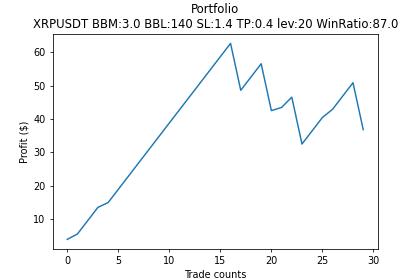 Portfolio
XRPUSDT BBM:3.0 BBL:140 SL:1.4 TP:0.4 lev:20 WinRatio:87.0
60
50
40
30
20
10
Profit ($)
0 5 10 15 20 25 30
Trade counts